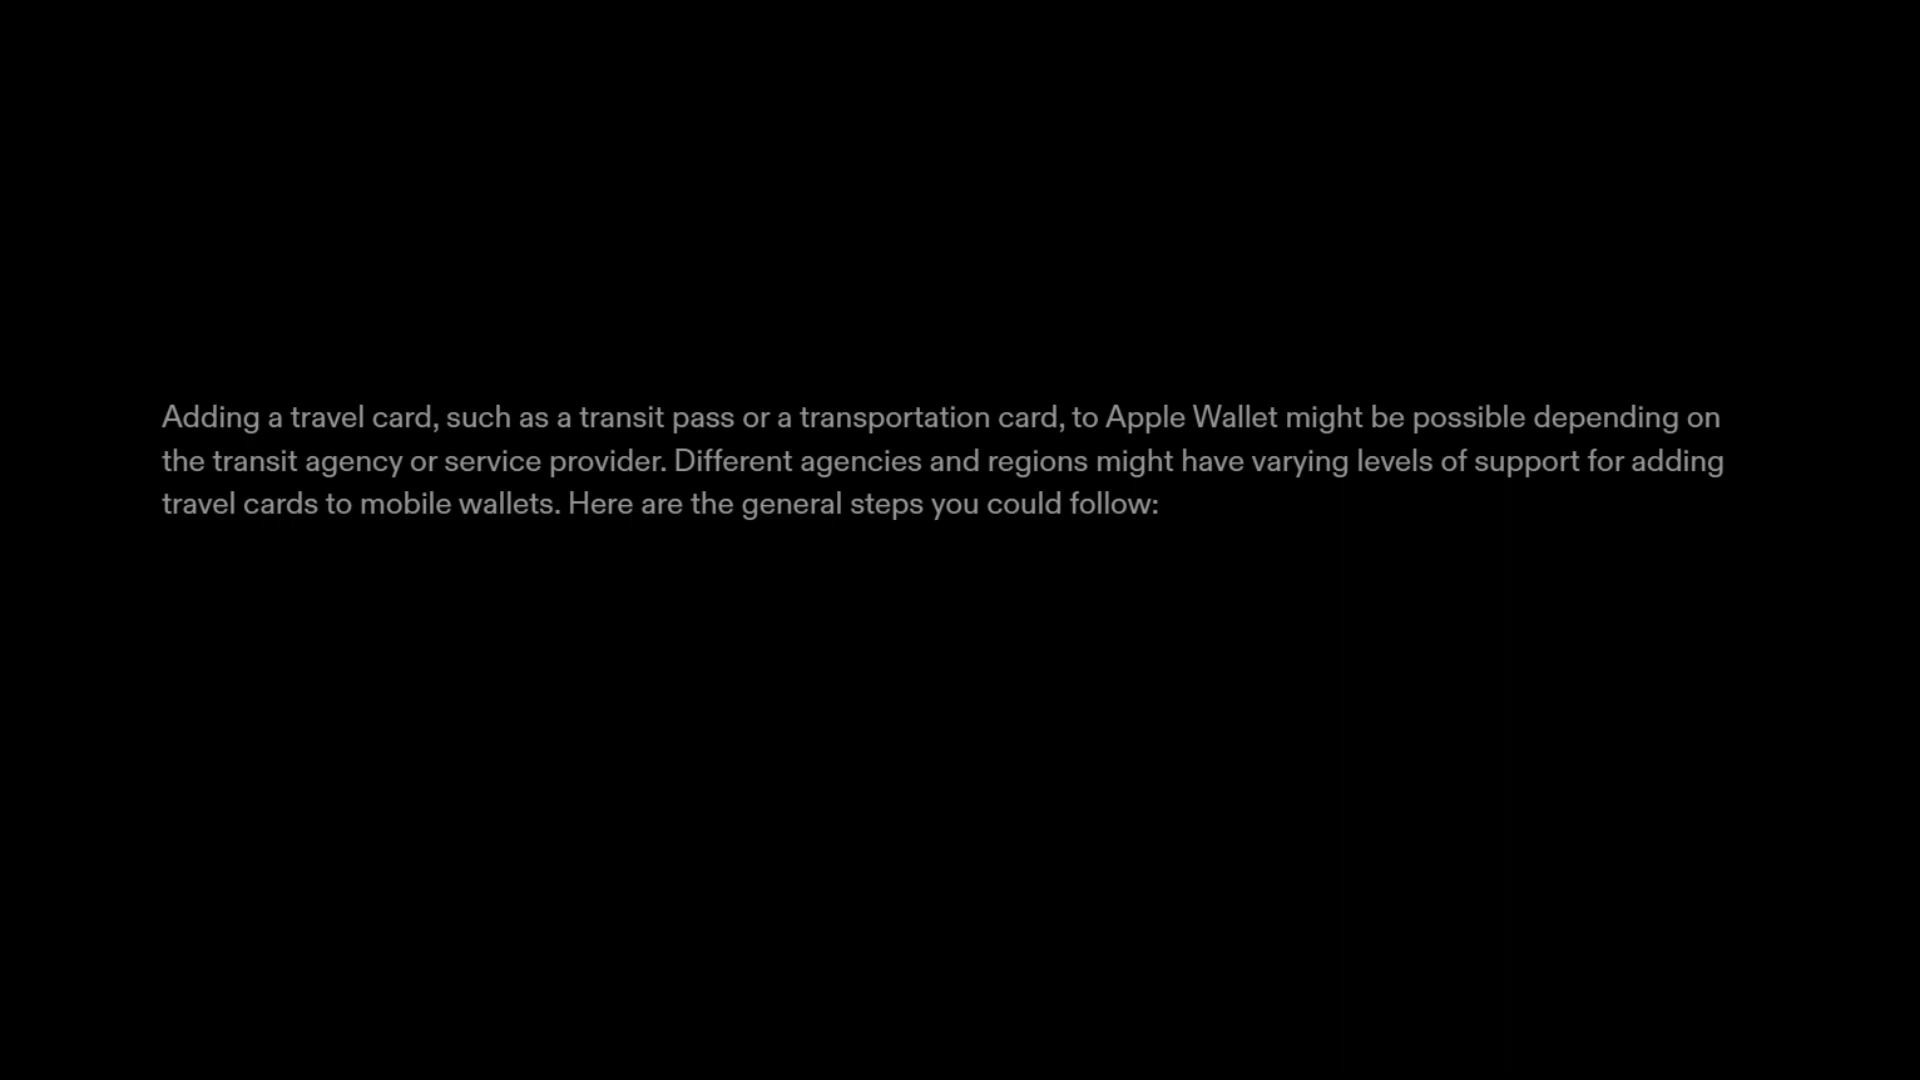 Adding a travel card, such as a transit pass or a transportation card, to Apple Wallet might be possible depending on
the transit agency or service provider. Different agencies and regions might have varying levels of support for adding
travel cards to mobile wallets. Here are the general steps you could follow: